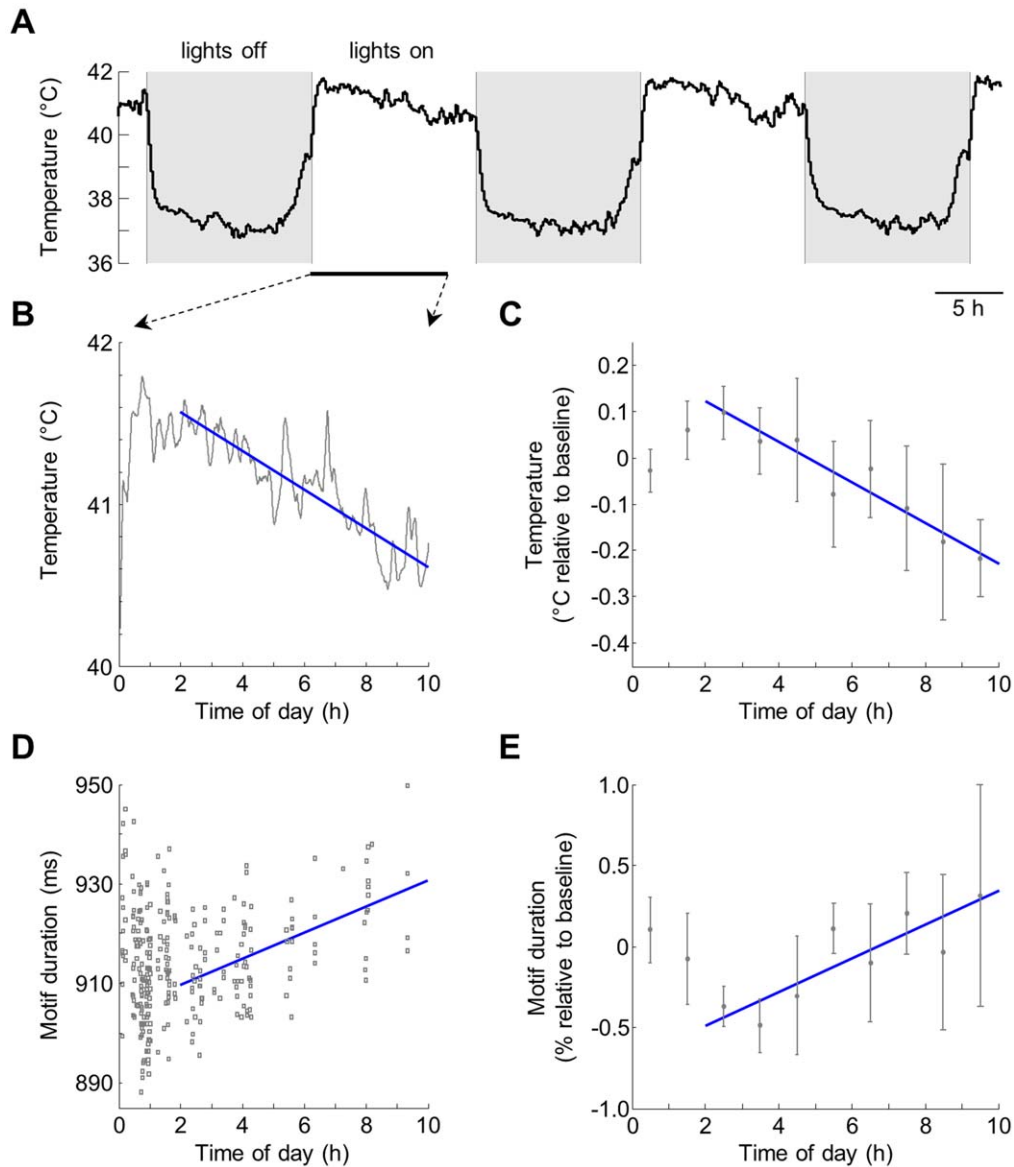 A
lights off lights on
Temperature (°C)
42
40
38
36
5 h
B
Temperature (°C)
42
41
40
0 2 4 6 8 10
Time of day (h)
C
Temperature
(°C relative to baseline)
0.2
0.1
0
-0.1
-0.2
-0.3
-0.4
0 2 4 6 8 10
Time of day (h)
D
Motif duration (ms)
950
930
910
890
0 2 4 6 8 10
Time of day (h)
E
Motif duration
(% relative to baseline)
1.0
0.5
0
-0.5
-1.0
0 2 4 6 8 10
Time of day (h)